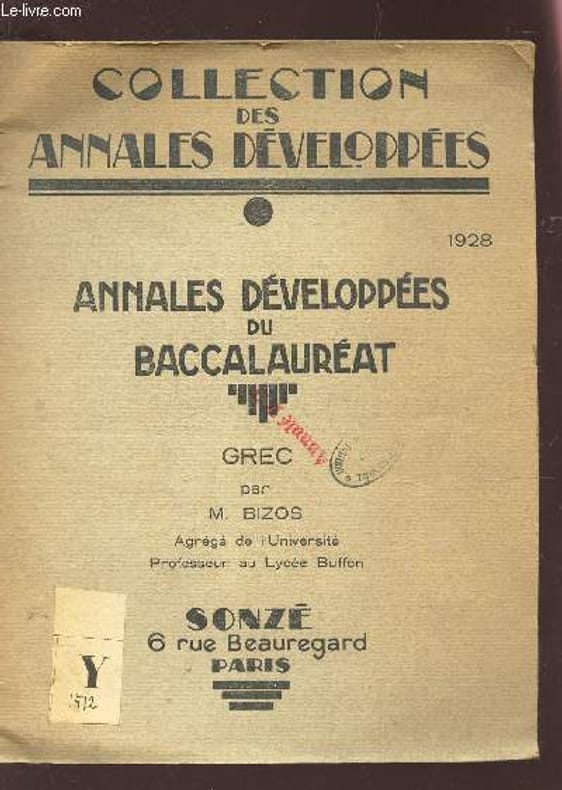 Le-livre.com
COLLECTION
DES
ANNALES DÉVELOPPÉES
1928
ANNALES DÉVELOPPÉES
DU
BACCALAURÉAT
GREC
par
M. BIZOS
Agrégé de l'Université
Professeur au Lycée Buffon
SONZÉ
6 rue Beauregard
PARIS
Y